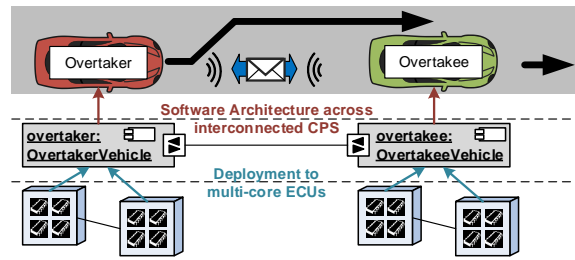 Overtaker
Overtakee
Software Architecture across
interconnected CPS
overtaker:
OvertakerVehicle
overtakee:
OvertakeeVehicle
Deployment to
multi-core ECUs